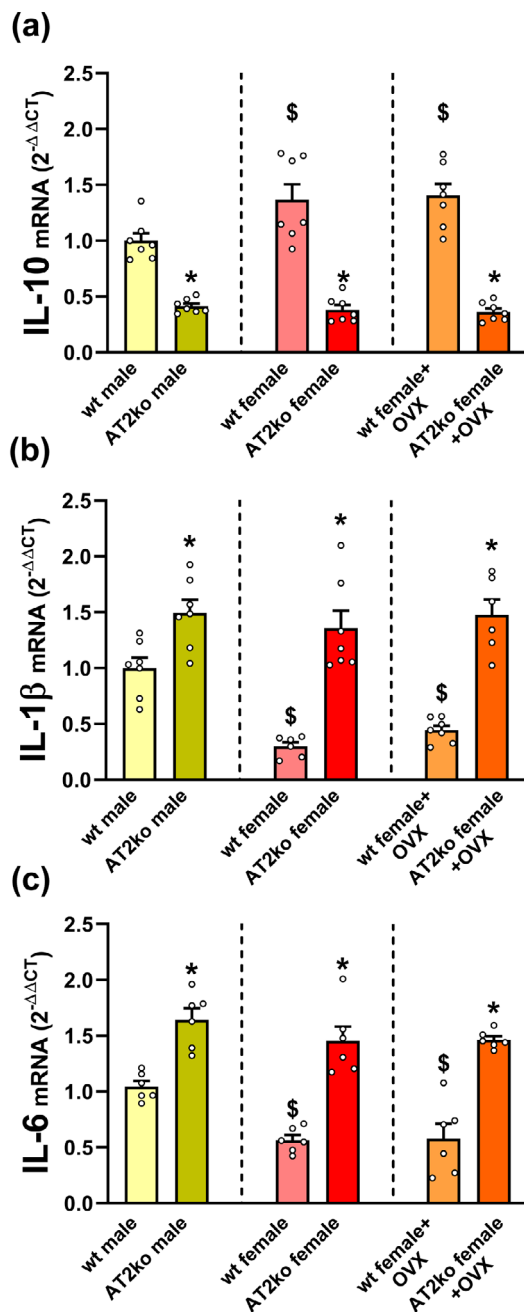 (a)
IL-10 mRNA (2-ΔΔCT)
2.5
2.0
1.5
1.0
0.5
0.0
*
$
*
$
*
wt male
AT2ko male
wt female
AT2ko female
wt female+
OVX
AT2ko female
+OVX
(b)
IL-1β mRNA (2-ΔΔCT)
2.5
2.0
1.5
1.0
0.5
0.0
*
$
*
$
*
wt male
AT2ko male
wt female
AT2ko female
wt female+
OVX
AT2ko female
+OVX
(c)
IL-6 mRNA (2-ΔΔCT)
2.5
2.0
1.5
1.0
0.5
0.0
*
$
*
$
*
wt male
AT2ko male
wt female
AT2ko female
wt female+
OVX
AT2ko female
+OVX